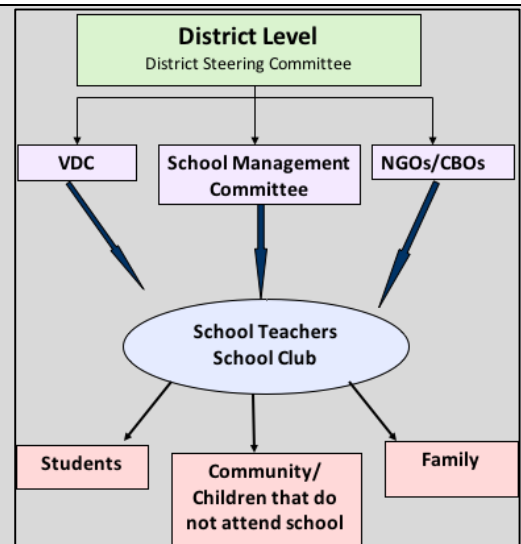 District Level
District Steering Committee
VDC
School Management
Committee
NGOs/CBOs
School Teachers
School Club
Students
Community/
Children that do
not attend school
Family